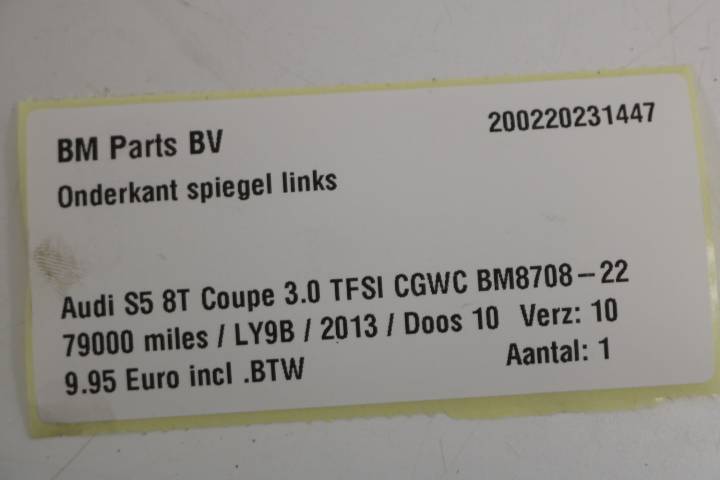 BM Parts BV 200220231447
Onderkant spiegel links
Audi S5 8T Coupe 3.0 TFSI CGWC BM8708-22
79000 miles / LY9B / 2013 / Doos 10 Verz: 10
9.95 Euro incl .BTW Aantal: 1